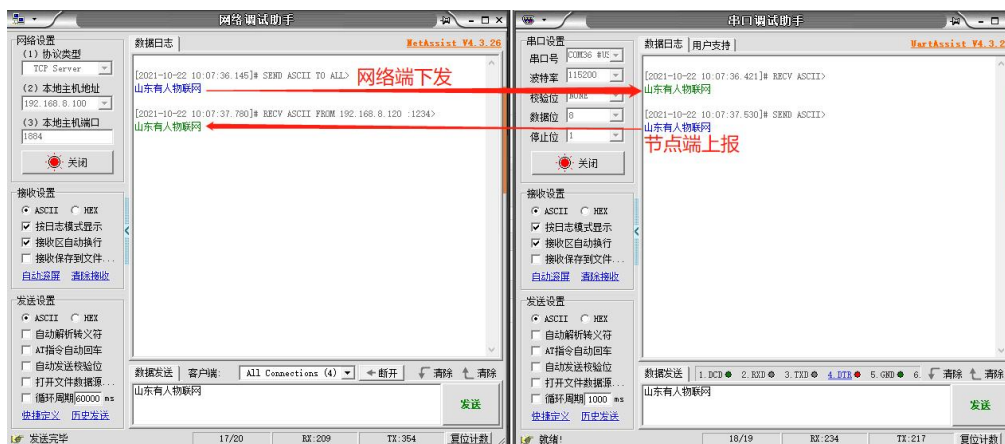 网络调试助手
网络设置
(1) 协议类型
TCP Server
(2) 本地主机地址
192.168.8.100
(3) 本地主机端口
1884
关闭
接收设置
ASCII HEX
按日志模式显示
接收区自动换行
接收保存到文件...
自动滚屏 清除接收
发送设置
ASCII HEX
自动解析转义符
AT指令自动回车
自动发送校验位
打开文件数据源...
循环周期 60000 ms
快捷定义 历史发送
数据日志
NetAssist V4.3.26
[2021-10-22 10:07:36.145]# SEND ASCII TO ALL>
山东有人物联网
网络端下发
[2021-10-22 10:07:37.780]# RECV ASCII FROM 192.168.8.120 :1234>
山东有人物联网
数据发送 客户端: All Connections (4) 断开 清除 清除
山东有人物联网
发送
发送完毕 17/20 RX:209 TX:354 复位计数
串口调试助手
串口设置
串口号 COM36 #US
波特率 115200
校验位 NONE
数据位 8
停止位 1
关闭
接收设置
ASCII HEX
按日志模式显示
接收区自动换行
接收保存到文件...
自动滚屏 清除接收
发送设置
ASCII HEX
自动解析转义符
AT指令自动回车
自动发送校验位
打开文件数据源...
循环周期 1000 ms
快捷定义 历史发送
数据日志 用户支持
UartAssist V4.3.2
[2021-10-22 10:07:36.421]# RECV ASCII>
山东有人物联网
[2021-10-22 10:07:37.530]# SEND ASCII>
山东有人物联网
节点端上报
数据发送 1.DCD 2.RXD 3.TXD 4.DTR 5.GND 6. 清除 清除
山东有人物联网
发送
就绪! 18/19 RX:234 TX:217 复位计数